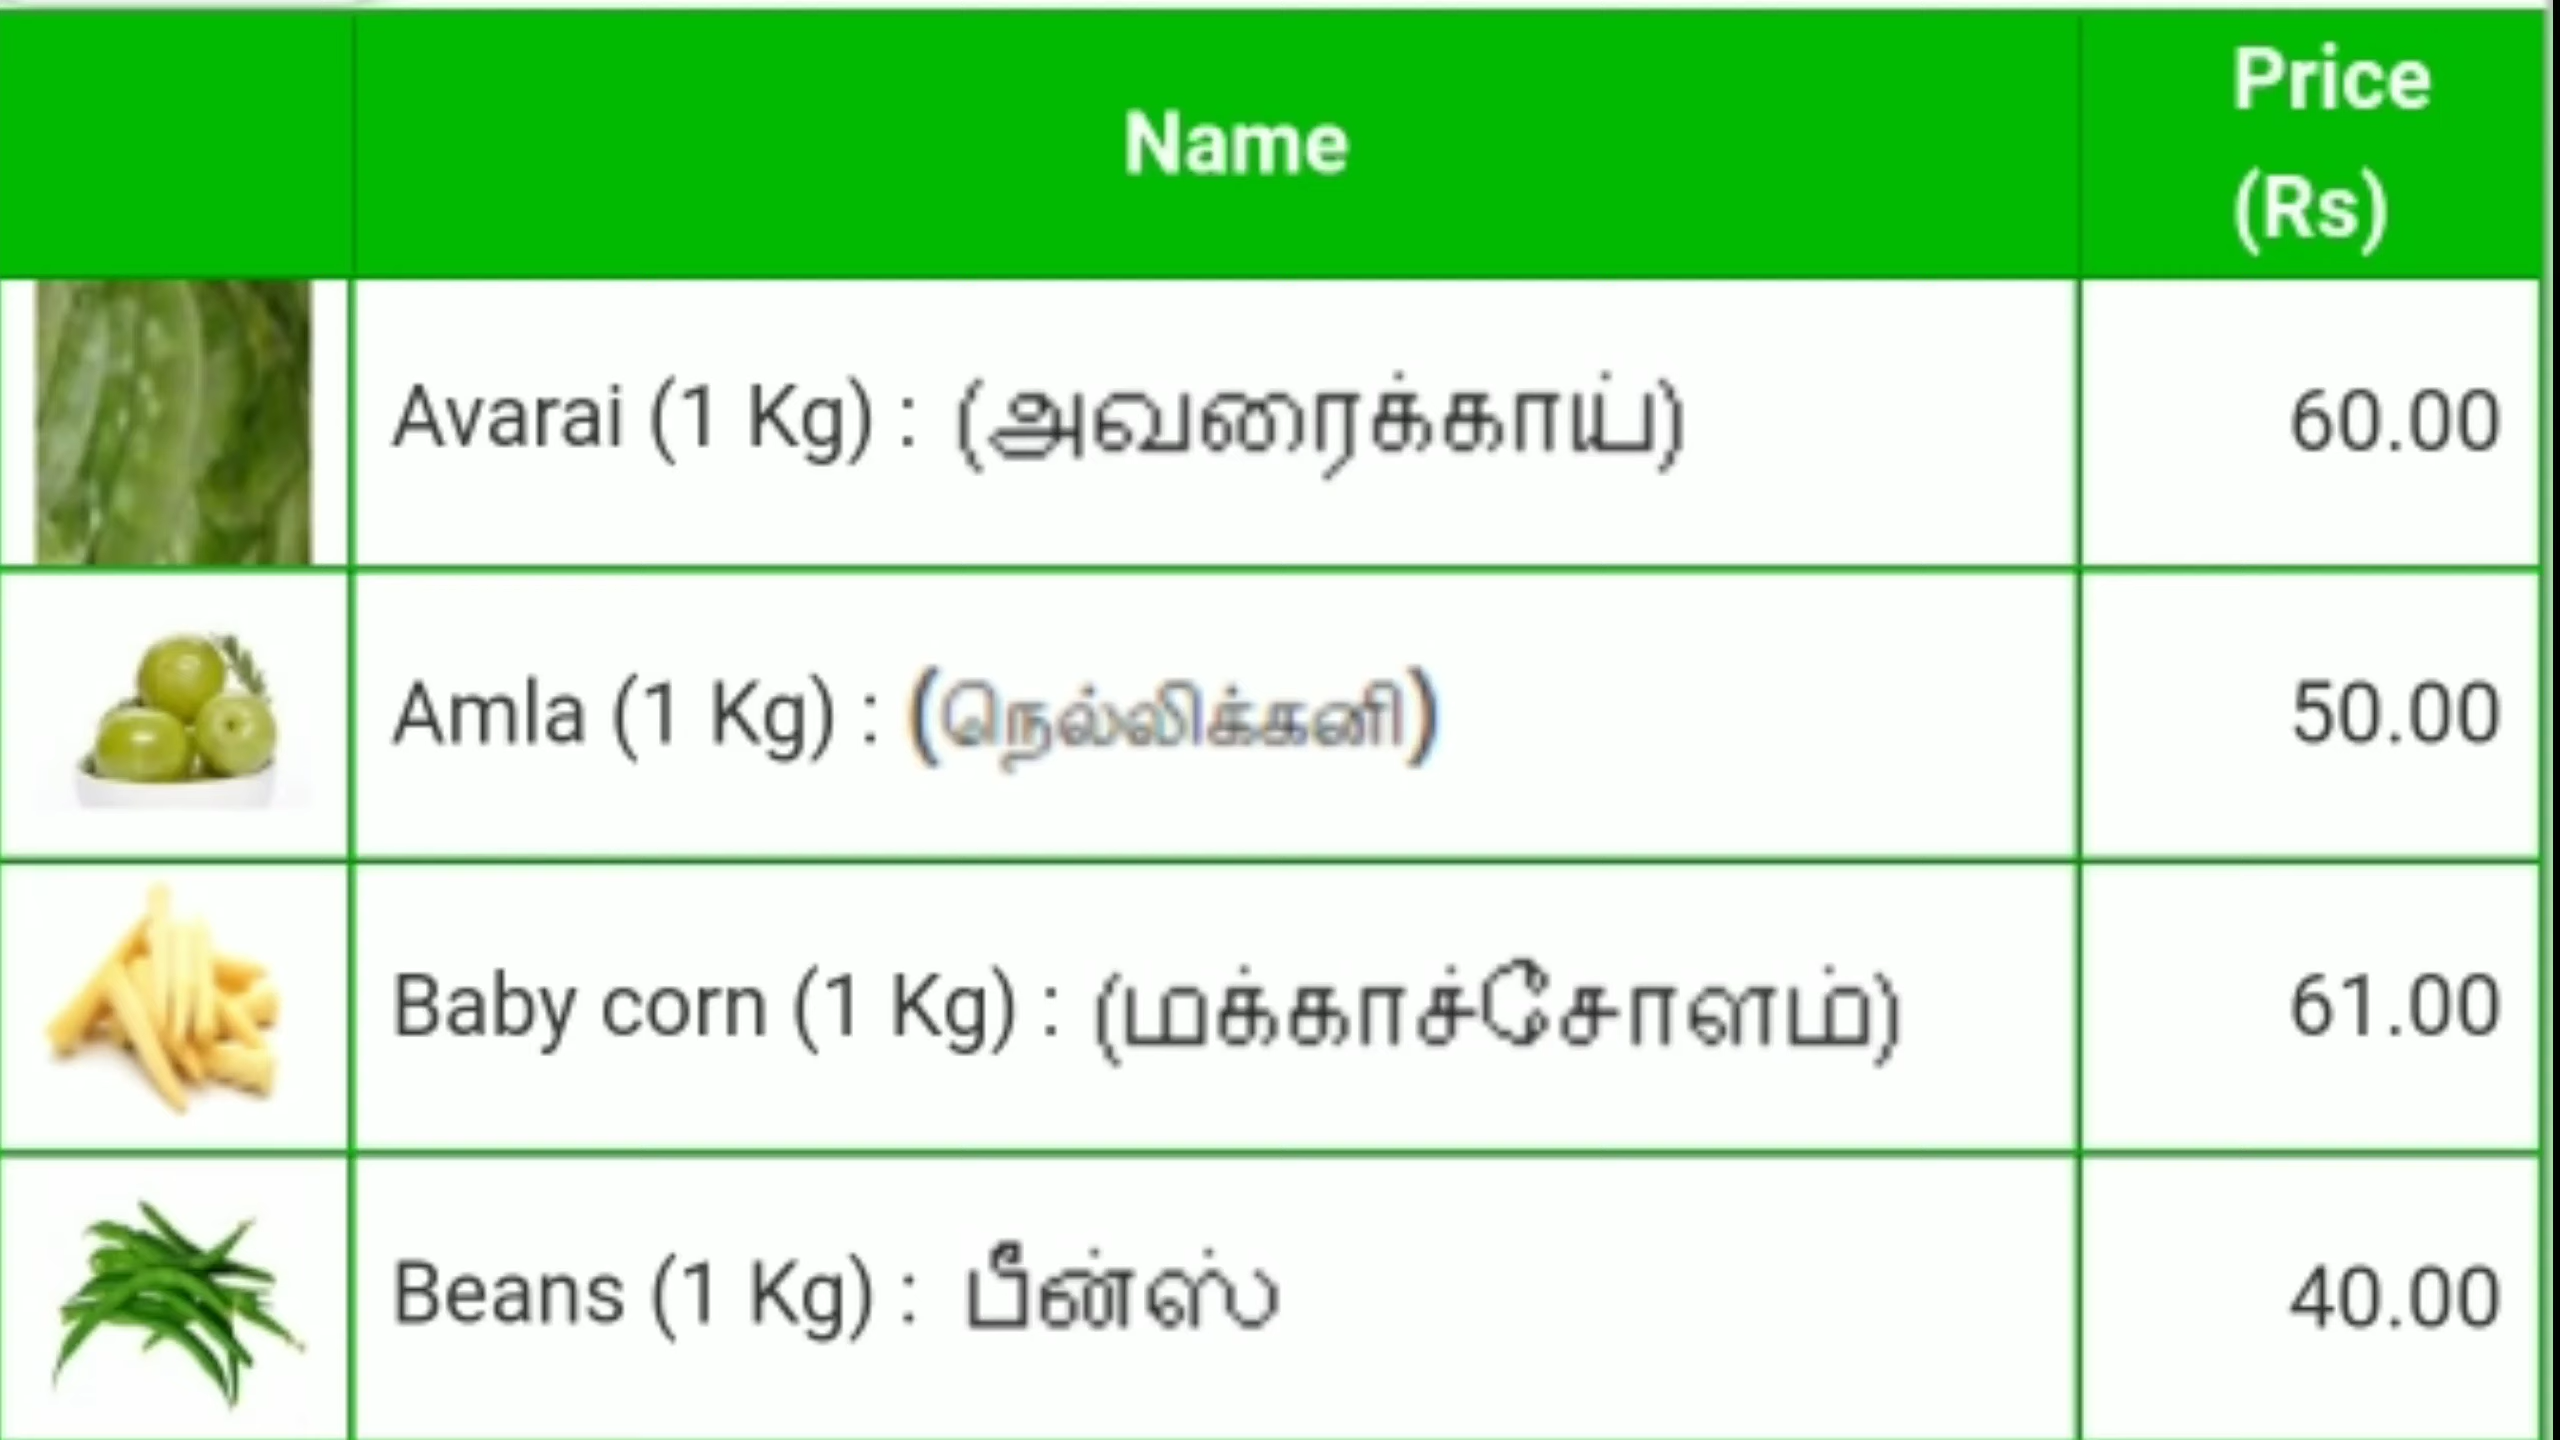 Name
Price
(Rs)
Avarai (1 Kg) : (அவரைக்காய்) 60.00
Amla (1 Kg) : (நெல்லிக்கனி) 50.00
Baby corn (1 Kg) : (மக்காச்சோளம்) 61.00
Beans (1 Kg) : பீன்ஸ் 40.00